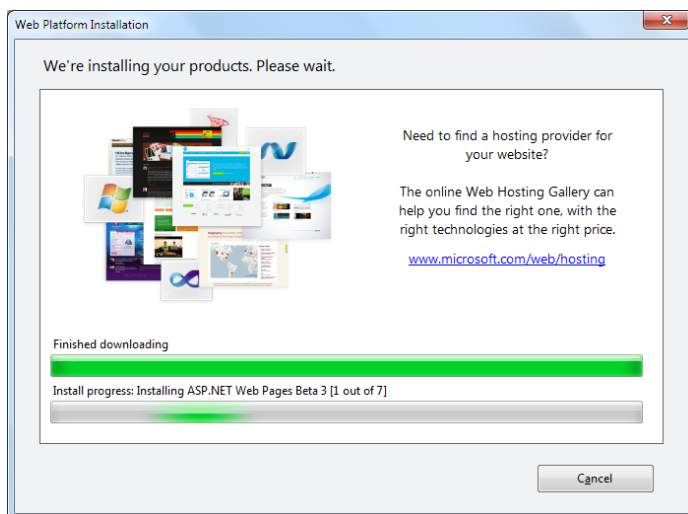 Web Platform Installation
We're installing your products. Please wait.
Need to find a hosting provider for
your website?
The online Web Hosting Gallery can
help you find the right one, with the
right technologies at the right price.
www.microsoft.com/web/hosting
Finished downloading
Install progress: Installing ASP.NET Web Pages Beta 3 [1 out of 7]
Cancel